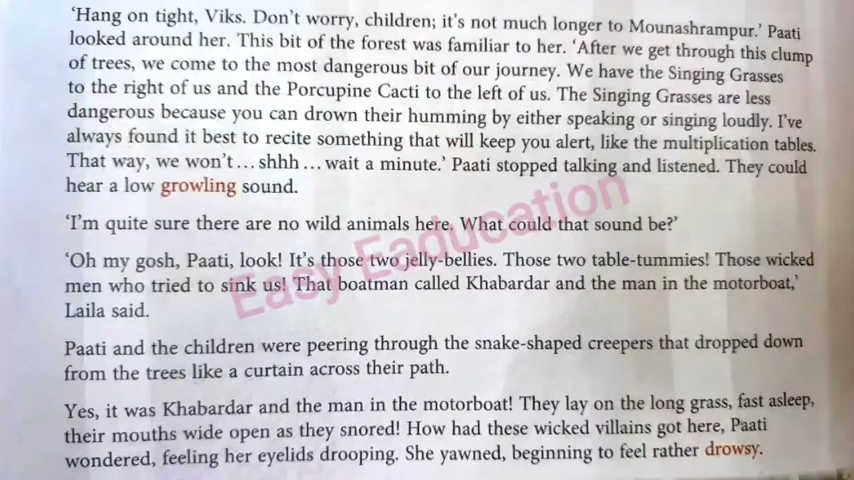 ‘Hang on tight, Viks. Don’t worry, children; it’s not much longer to Mounashrampur.’ Paati
looked around her. This bit of the forest was familiar to her. ‘After we get through this clump
of trees, we come to the most dangerous bit of our journey. We have the Singing Grasses
to the right of us and the Porcupine Cacti to the left of us. The Singing Grasses are less
dangerous because you can drown their humming by either speaking or singing loudly. I’ve
always found it best to recite something that will keep you alert, like the multiplication tables.
That way, we won’t ... shhh ... wait a minute.’ Paati stopped talking and listened. They could
hear a low growling sound.
‘I’m quite sure there are no wild animals here. What could that sound be?’
‘Oh my gosh, Paati, look! It’s those two jelly-bellies. Those two table-tummies! Those wicked
men who tried to sink us! That boatman called Khabardar and the man in the motorboat,’
Laila said.
Paati and the children were peering through the snake-shaped creepers that dropped down
from the trees like a curtain across their path.
Yes, it was Khabardar and the man in the motorboat! They lay on the long grass, fast asleep,
their mouths wide open as they snored! How had these wicked villains got here, Paati
wondered, feeling her eyelids drooping. She yawned, beginning to feel rather drowsy.
Easy Eaducation